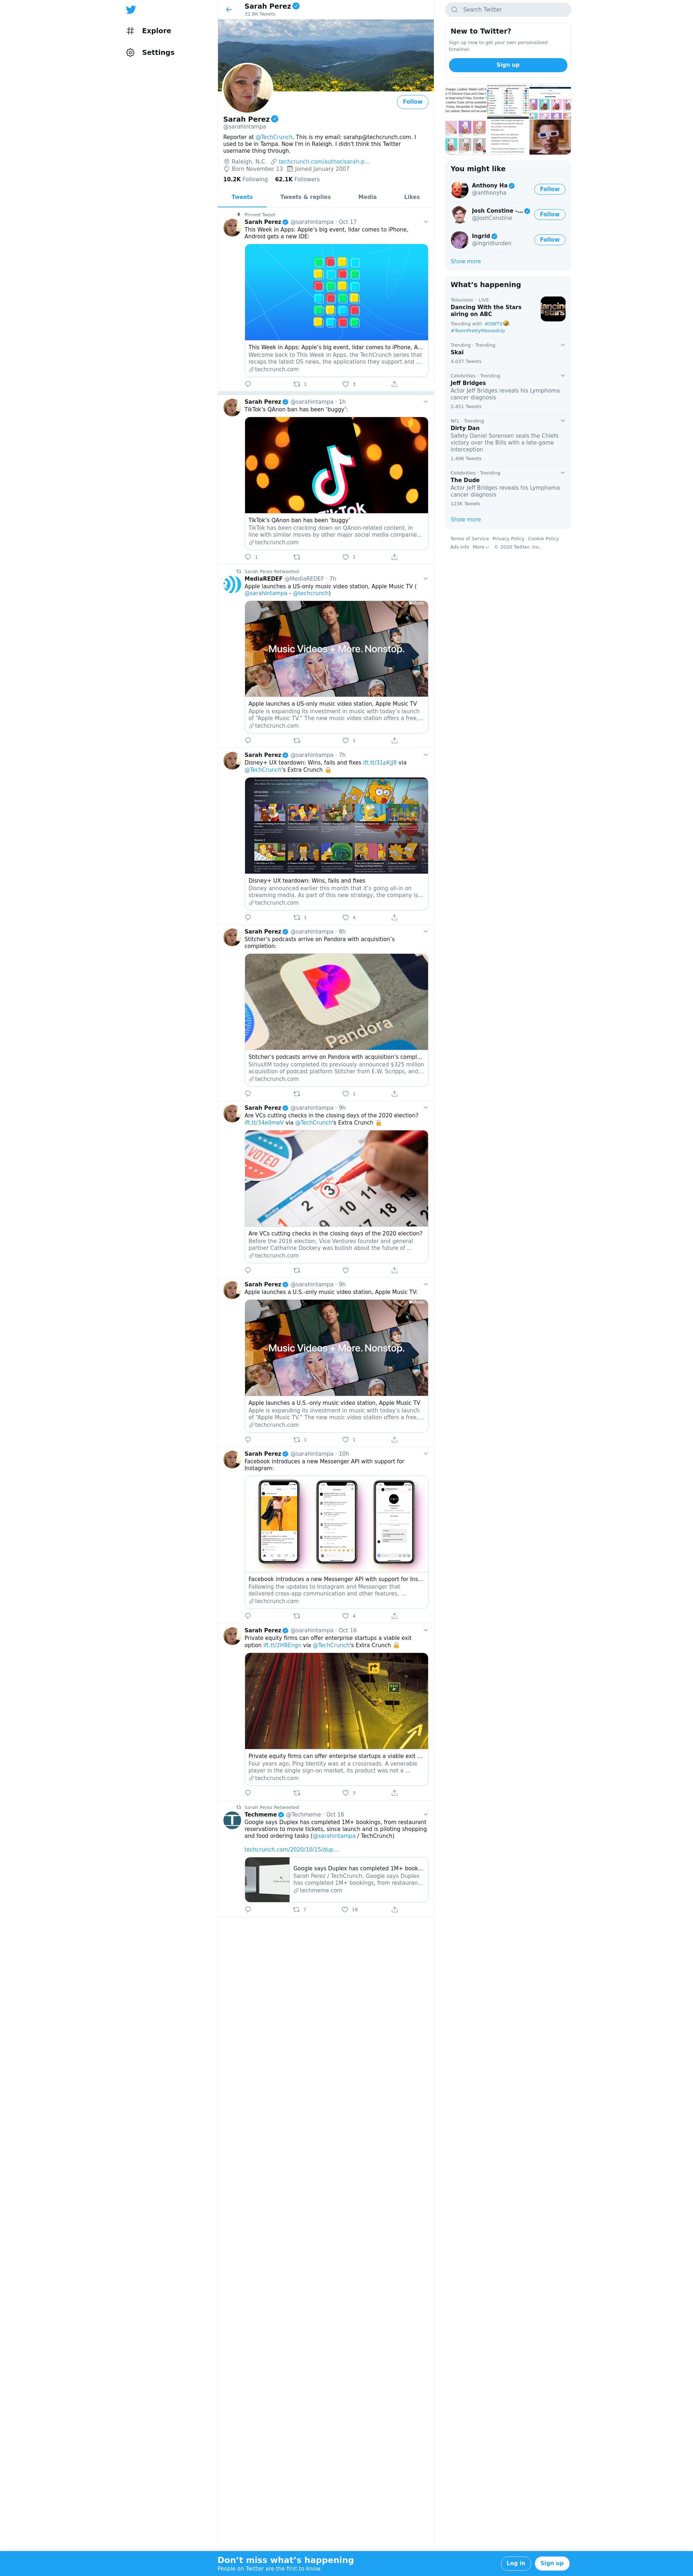 Explore
Settings
Sarah Perez
32.8K Tweets
Follow
Sarah Perez
@sarahintampa
Reporter at @TechCrunch. This is my email: sarahp@techcrunch.com. I
used to be in Tampa. Now I'm in Raleigh. I didn't think this Twitter
username thing through.
Raleigh, N.C. techcrunch.com/author/sarah-p…
Born November 13 Joined January 2007
10.2K Following 62.1K Followers
Tweets Tweets & replies Media Likes
Pinned Tweet
Sarah Perez @sarahintampa · Oct 17
This Week in Apps: Apple's big event, lidar comes to iPhone,
Android gets a new IDE:
This Week in Apps: Apple's big event, lidar comes to iPhone, A…
Welcome back to This Week in Apps, the TechCrunch series that
recaps the latest OS news, the applications they support and …
techcrunch.com
1 3
Sarah Perez @sarahintampa · 1h
TikTok's QAnon ban has been 'buggy':
TikTok
TikTok's QAnon ban has been 'buggy'
TikTok has been cracking down on QAnon-related content, in
line with similar moves by other major social media companie…
techcrunch.com
1 1
Sarah Perez Retweeted
MediaREDEF @MediaREDEF · 7h
Apple launches a US-only music video station, Apple Music TV (
@sarahintampa - @techcrunch)
Music Videos + More. Nonstop.
Apple launches a US-only music video station, Apple Music TV
Apple is expanding its investment in music with today's launch
of "Apple Music TV." The new music video station offers a free,…
techcrunch.com
5
Sarah Perez @sarahintampa · 7h
Disney+ UX teardown: Wins, fails and fixes ift.tt/31pKjJ8 via
@TechCrunch's Extra Crunch 🔒
Disney+ UX teardown: Wins, fails and fixes
Disney announced earlier this month that it's going all-in on
streaming media. As part of this new strategy, the company is…
techcrunch.com
1 4
Sarah Perez @sarahintampa · 8h
Stitcher's podcasts arrive on Pandora with acquisition's
completion:
Pandora
Stitcher's podcasts arrive on Pandora with acquisition's compl…
SiriusXM today completed its previously announced $325 million
acquisition of podcast platform Stitcher from E.W. Scripps, and…
techcrunch.com
1
Sarah Perez @sarahintampa · 9h
Are VCs cutting checks in the closing days of the 2020 election?
ift.tt/34e0meV via @TechCrunch's Extra Crunch 🔒
Are VCs cutting checks in the closing days of the 2020 election?
Before the 2016 election, Vice Ventures founder and general
partner Catharine Dockery was bullish about the future of …
techcrunch.com
Sarah Perez @sarahintampa · 9h
Apple launches a U.S.-only music video station, Apple Music TV:
Music Videos + More. Nonstop.
Apple launches a U.S.-only music video station, Apple Music TV
Apple is expanding its investment in music with today's launch
of "Apple Music TV." The new music video station offers a free,…
techcrunch.com
1 1
Sarah Perez @sarahintampa · 10h
Facebook introduces a new Messenger API with support for
Instagram:
Facebook introduces a new Messenger API with support for Ins…
Following the updates to Instagram and Messenger that
delivered cross-app communication and other features, …
techcrunch.com
4
Sarah Perez @sarahintampa · Oct 16
Private equity firms can offer enterprise startups a viable exit
option ift.tt/2H8Engn via @TechCrunch's Extra Crunch 🔒
Private equity firms can offer enterprise startups a viable exit …
Four years ago, Ping Identity was at a crossroads. A venerable
player in the single sign-on market, its product was not a …
techcrunch.com
3
Sarah Perez Retweeted
Techmeme @Techmeme · Oct 16
Google says Duplex has completed 1M+ bookings, from restaurant
reservations to movie tickets, since launch and is piloting shopping
and food ordering tasks (@sarahintampa / TechCrunch)
techcrunch.com/2020/10/15/dup…
Google says Duplex has completed 1M+ book…
Sarah Perez / TechCrunch: Google says Duplex
has completed 1M+ bookings, from restauran…
techmeme.com
7 16
Search Twitter
New to Twitter?
Sign up now to get your own personalized
timeline!
Sign up
You might like
Anthony Ha
@anthonyha
Follow
Josh Constine -…
@JoshConstine
Follow
Ingrid
@ingridlunden
Follow
Show more
What's happening
Television · LIVE
Dancing With the Stars
airing on ABC
Trending with #DWTS,
#TeamPrettyMessedUp
Trending · Trending
Skai
4,037 Tweets
Celebrities · Trending
Jeff Bridges
Actor Jeff Bridges reveals his Lymphoma
cancer diagnosis
2,451 Tweets
NFL · Trending
Dirty Dan
Safety Daniel Sorensen seals the Chiefs
victory over the Bills with a late-game
interception
1,496 Tweets
Celebrities · Trending
The Dude
Actor Jeff Bridges reveals his Lymphoma
cancer diagnosis
123K Tweets
Show more
Terms of Service Privacy Policy Cookie Policy
Ads info More © 2020 Twitter, Inc.
Don't miss what's happening
People on Twitter are the first to know.
Log in Sign up